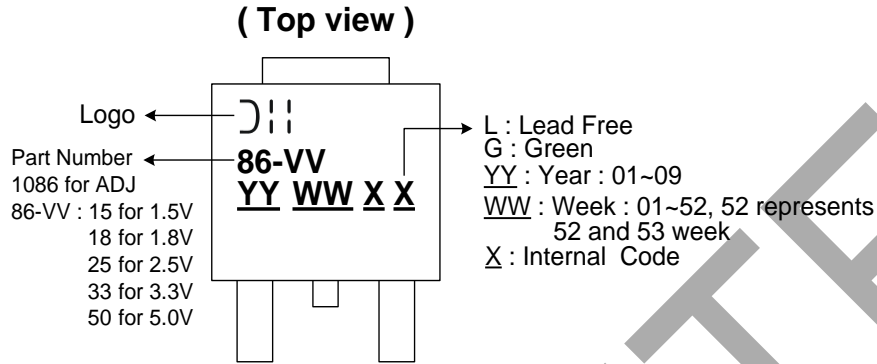 ( Top view )
Logo
Part Number
1086 for ADJ
86-VV : 15 for 1.5V
18 for 1.8V
25 for 2.5V
33 for 3.3V
50 for 5.0V
86-VV
YY WW X X
L : Lead Free
G : Green
YY : Year : 01~09
WW : Week : 01~52, 52 represents
52 and 53 week
X : Internal Code